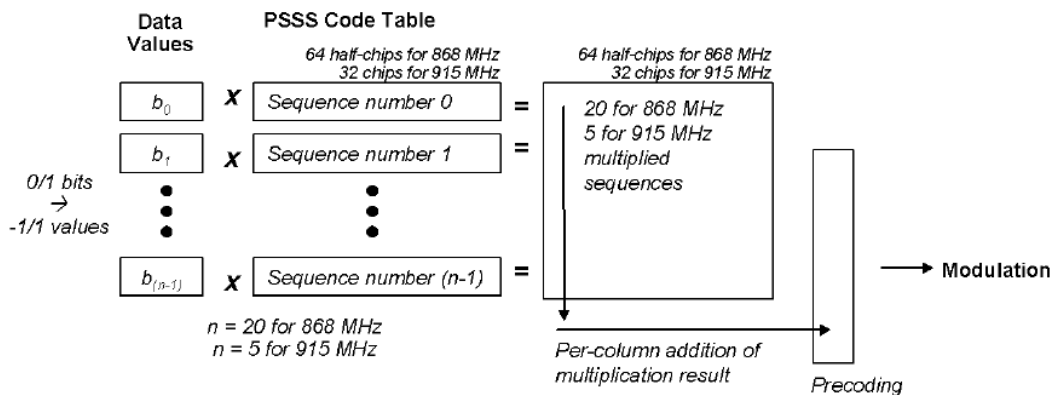 Data
Values
PSSS Code Table
64 half-chips for 868 MHz
32 chips for 915 MHz
64 half-chips for 868 MHz
32 chips for 915 MHz
b0 X Sequence number 0 =
20 for 868 MHz
5 for 915 MHz
multiplied
sequences
b1 X Sequence number 1 =
0/1 bits
→
-1/1 values
b(n-1) X Sequence number (n-1) =
n = 20 for 868 MHz
n = 5 for 915 MHz
Per-column addition of
multiplication result
Modulation
Precoding